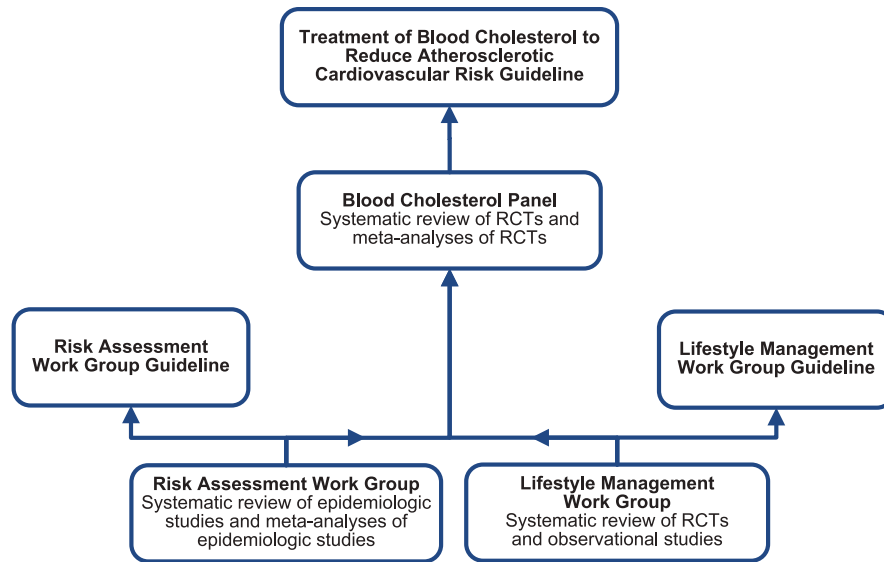 Treatment of Blood Cholesterol to
Reduce Atherosclerotic
Cardiovascular Risk Guideline
Blood Cholesterol Panel
Systematic review of RCTs and
meta-analyses of RCTs
Risk Assessment
Work Group Guideline
Lifestyle Management
Work Group Guideline
Risk Assessment Work Group
Systematic review of epidemiologic
studies and meta-analyses of
epidemiologic studies
Lifestyle Management
Work Group
Systematic review of RCTs
and observational studies